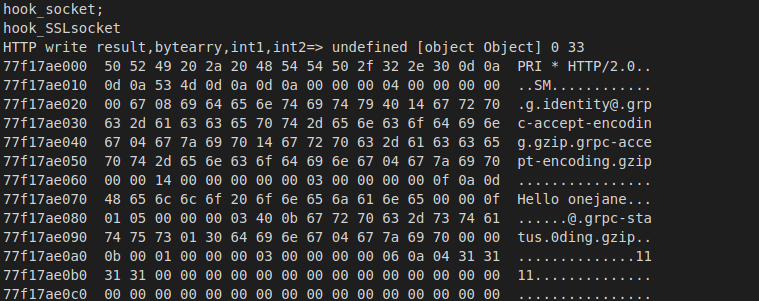 hook_socket;
hook_SSLsocket
HTTP write result,bytearry,int1,int2=> undefined [object Object] 0 33
77f17ae000  50 52 49 20 2a 20 48 54 54 50 2f 32 2e 30 0d 0a  PRI * HTTP/2.0..
77f17ae010  0d 0a 53 4d 0d 0a 0d 0a 00 00 00 04 00 00 00 00  ..SM............
77f17ae020  00 67 08 69 64 65 6e 74 69 74 79 40 14 67 72 70  .g.identity@.grp
77f17ae030  63 2d 61 63 63 65 70 74 2d 65 6e 63 6f 64 69 6e  c-accept-encodin
77f17ae040  67 04 67 7a 69 70 14 67 72 70 63 2d 61 63 63 65  g.gzip.grpc-acce
77f17ae050  70 74 2d 65 6e 63 6f 64 69 6e 67 04 67 7a 69 70  pt-encoding.gzip
77f17ae060  00 00 14 00 00 00 00 00 03 00 00 00 00 0f 0a 0d  ................
77f17ae070  48 65 6c 6c 6f 20 6f 6e 65 6a 61 6e 65 00 00 0f  Hello onejane...
77f17ae080  01 05 00 00 00 03 40 0b 67 72 70 63 2d 73 74 61  ......@.grpc-sta
77f17ae090  74 75 73 01 30 64 69 6e 67 04 67 7a 69 70 00 00  tus.0ding.gzip..
77f17ae0a0  0b 00 01 00 00 00 03 00 00 00 00 06 0a 04 31 31  ..............11
77f17ae0b0  31 31 00 00 00 00 00 00 00 00 00 00 00 00 00 00  11..............
77f17ae0c0  00 00 00 00 00 00 00 00 00 00 00 00 00 00 00 00  ................